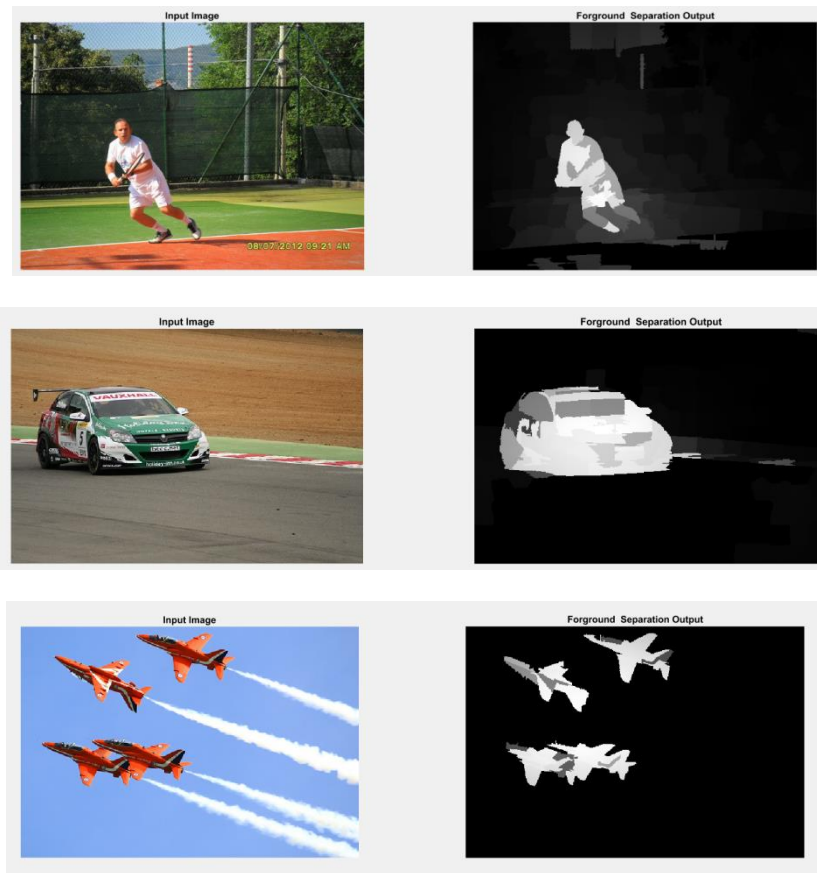 Input Image
Forground  Separation Output
08/07/2012 09:21 AM
Input Image
Forground  Separation Output
VAUXHALL
5
Input Image
Forground  Separation Output